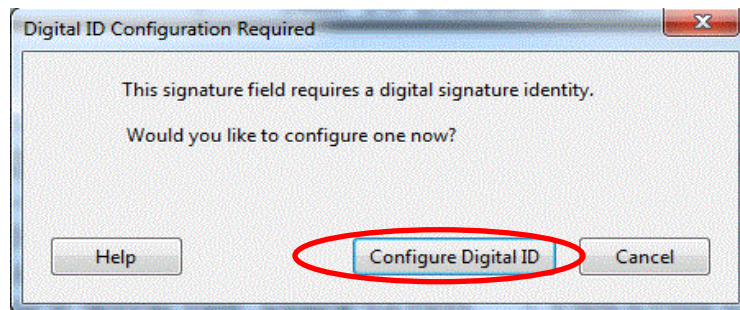 Digital ID Configuration Required
This signature field requires a digital signature identity.
Would you like to configure one now?
Help Configure Digital ID Cancel